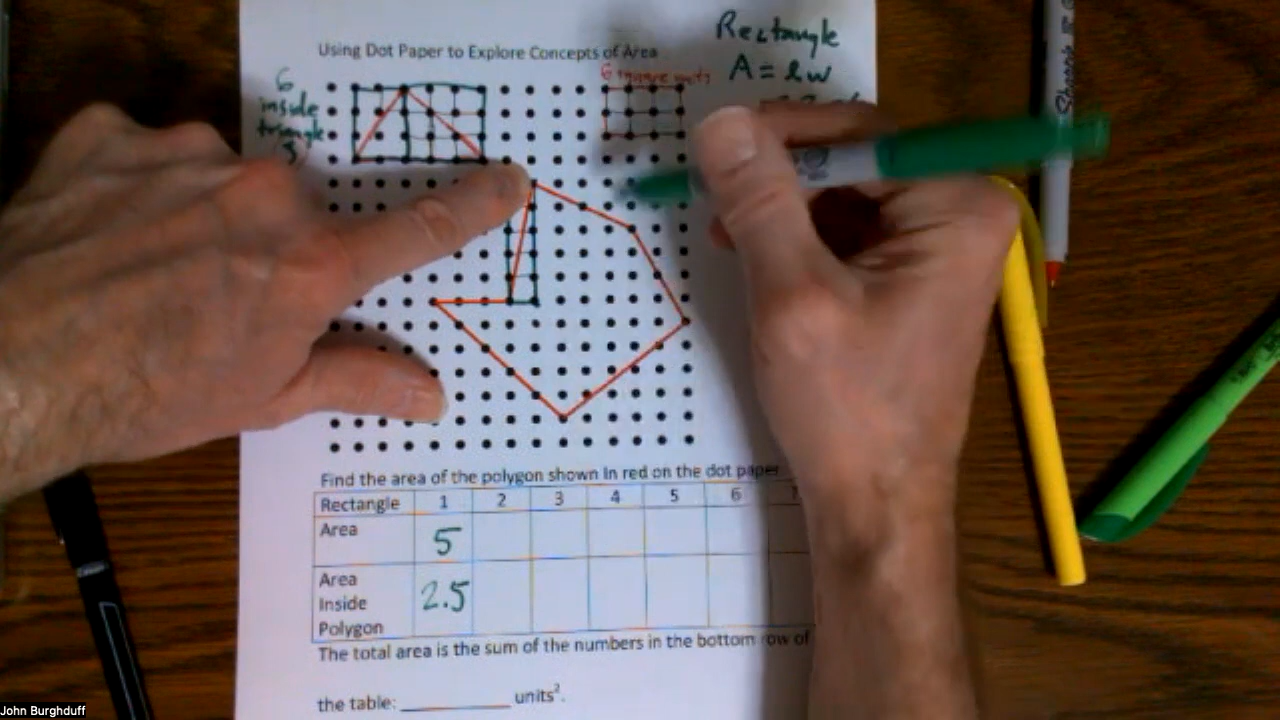 Using Dot Paper to Explore Concepts of Area
Rectangle
A = lw
6 square units
6
inside
triangle
Find the area of the polygon shown In red on the dot paper
Rectangle 1 2 3 4 5 6
Area 5
Area Inside Polygon 2.5
The total area is the sum of the numbers in the bottom row of
the table: __________ units².
Sharpie
John Burghduff